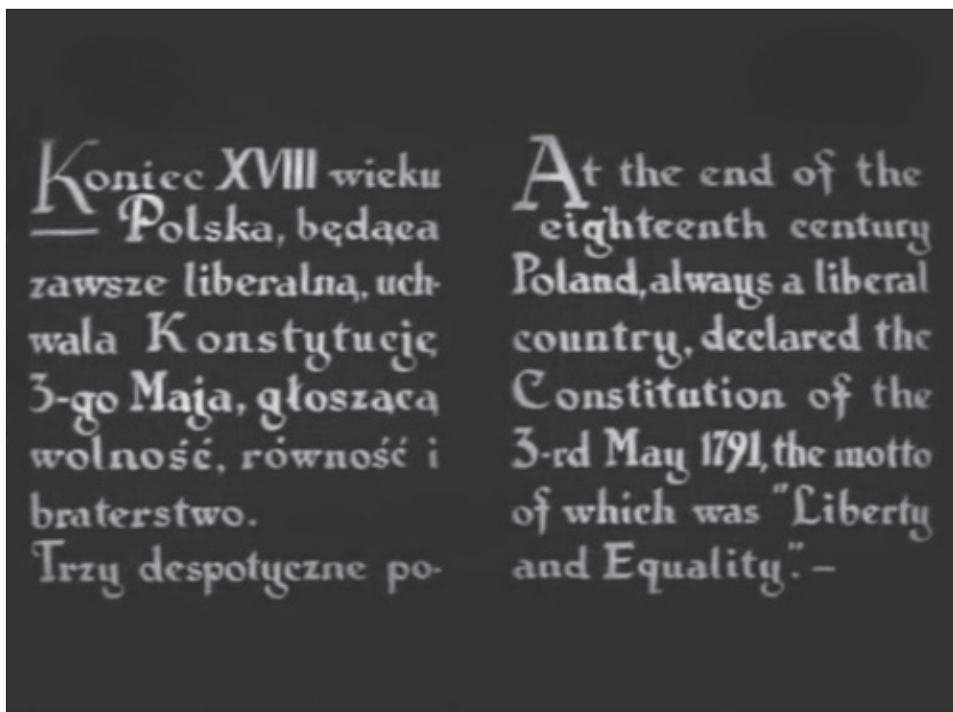 Koniec XVIII wieku
— Polska, będąca
zawsze liberalną, uch-
wala Konstytucję
3-go Maja, głoszącą
wolność, równość i
braterstwo.
Trzy despotyczne po-
At the end of the
eighteenth century
Poland, always a liberal
country, declared the
Constitution of the
3-rd May 1791, the motto
of which was "Liberty
and Equality". —